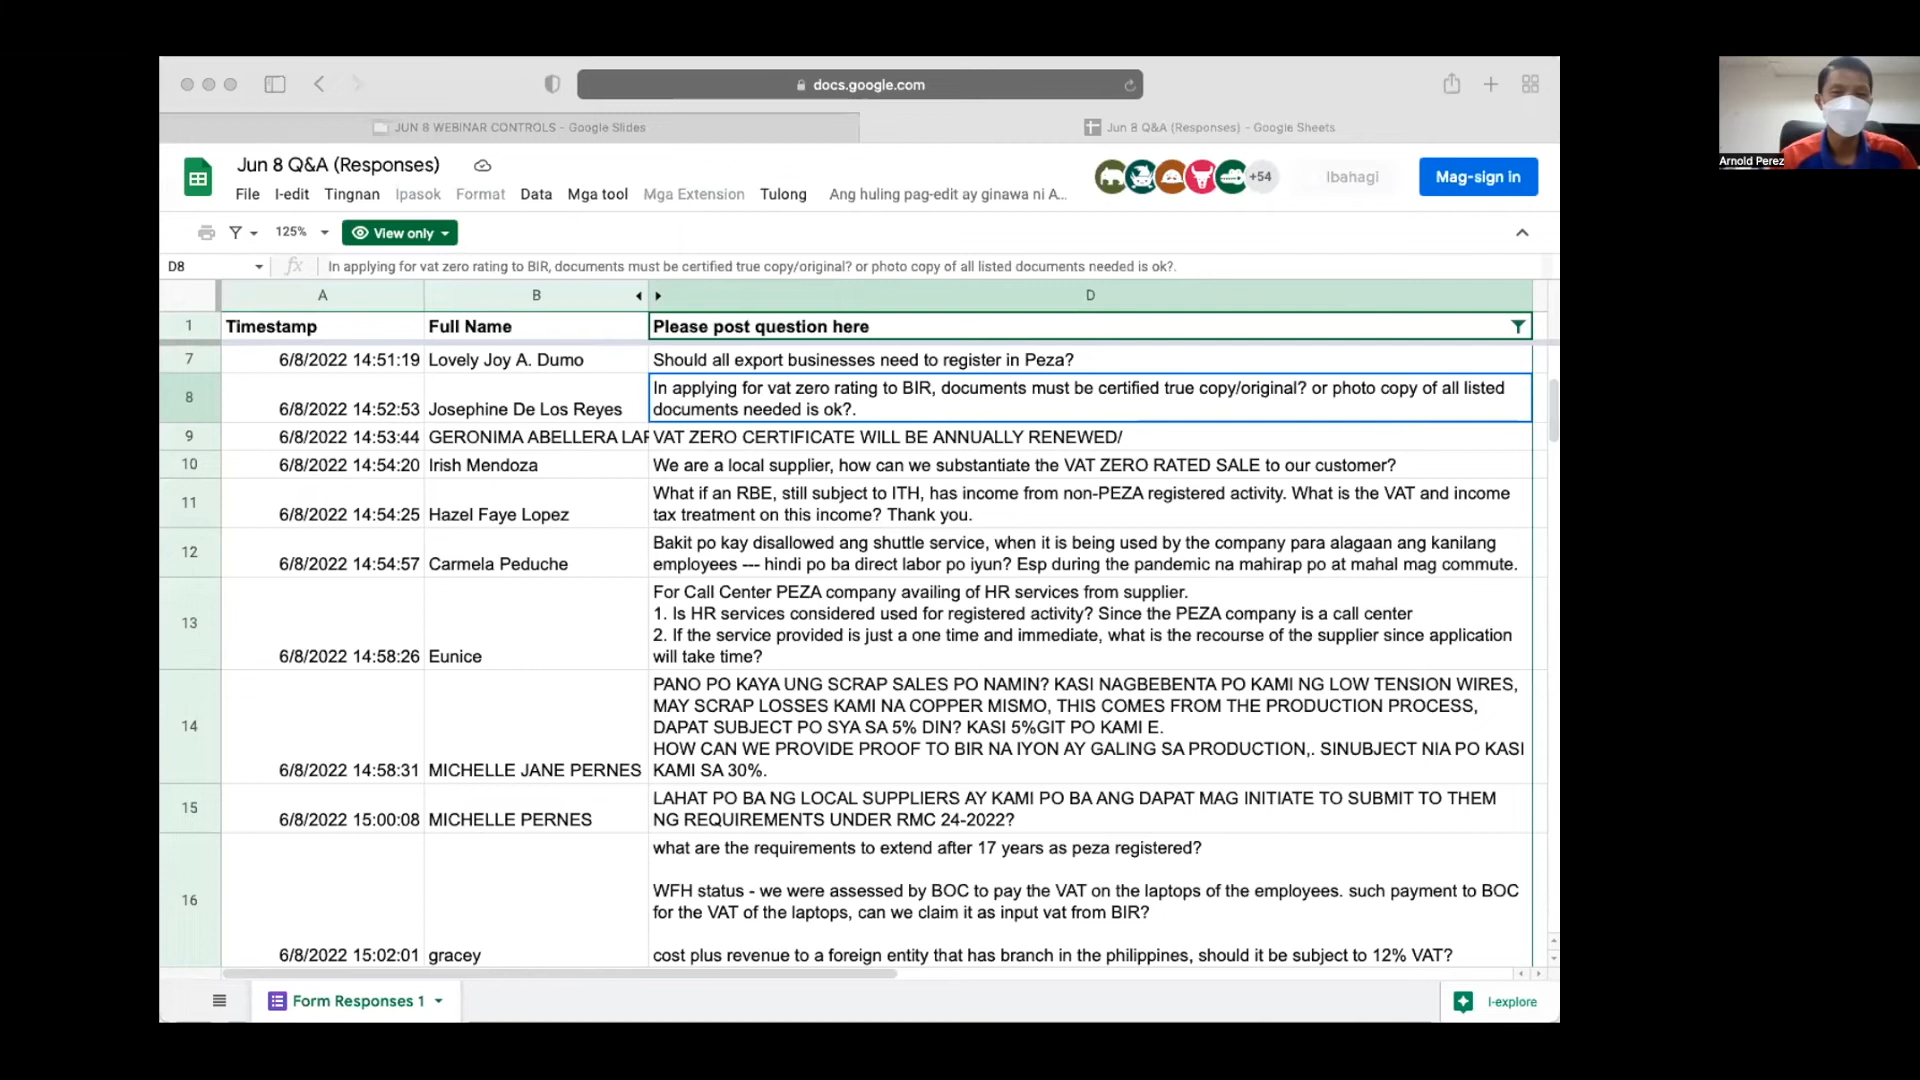 docs.google.com
JUN 8 WEBINAR CONTROLS - Google Slides
Jun 8 Q&A (Responses) - Google Sheets
Arnold Perez
Jun 8 Q&A (Responses)
+54
Ibahagi
Mag-sign in
File I-edit Tingnan Ipasok Format Data Mga tool Mga Extension Tulong Ang huling pag-edit ay ginawa ni A...
125% View only
D8 fx In applying for vat zero rating to BIR, documents must be certified true copy/original? or photo copy of all listed documents needed is ok?.
A B D
1 Timestamp Full Name Please post question here
7 6/8/2022 14:51:19 Lovely Joy A. Dumo Should all export businesses need to register in Peza?
In applying for vat zero rating to BIR, documents must be certified true copy/original? or photo copy of all listed
8 6/8/2022 14:52:53 Josephine De Los Reyes documents needed is ok?.
9 6/8/2022 14:53:44 GERONIMA ABELLERA LAF VAT ZERO CERTIFICATE WILL BE ANNUALLY RENEWED/
10 6/8/2022 14:54:20 Irish Mendoza We are a local supplier, how can we substantiate the VAT ZERO RATED SALE to our customer?
What if an RBE, still subject to ITH, has income from non-PEZA registered activity. What is the VAT and income
11 6/8/2022 14:54:25 Hazel Faye Lopez tax treatment on this income? Thank you.
Bakit po kay disallowed ang shuttle service, when it is being used by the company para alagaan ang kanilang
12 6/8/2022 14:54:57 Carmela Peduche employees --- hindi po ba direct labor po iyun? Esp during the pandemic na mahirap po at mahal mag commute.
For Call Center PEZA company availing of HR services from supplier.
1. Is HR services considered used for registered activity? Since the PEZA company is a call center
13 2. If the service provided is just a one time and immediate, what is the recourse of the supplier since application
6/8/2022 14:58:26 Eunice will take time?
PANO PO KAYA UNG SCRAP SALES PO NAMIN? KASI NAGBEBENTA PO KAMI NG LOW TENSION WIRES,
MAY SCRAP LOSSES KAMI NA COPPER MISMO, THIS COMES FROM THE PRODUCTION PROCESS,
14 DAPAT SUBJECT PO SYA SA 5% DIN? KASI 5%GIT PO KAMI E.
HOW CAN WE PROVIDE PROOF TO BIR NA IYON AY GALING SA PRODUCTION,. SINUBJECT NIA PO KASI
6/8/2022 14:58:31 MICHELLE JANE PERNES KAMI SA 30%.
LAHAT PO BA NG LOCAL SUPPLIERS AY KAMI PO BA ANG DAPAT MAG INITIATE TO SUBMIT TO THEM
15 6/8/2022 15:00:08 MICHELLE PERNES NG REQUIREMENTS UNDER RMC 24-2022?
what are the requirements to extend after 17 years as peza registered?
WFH status - we were assessed by BOC to pay the VAT on the laptops of the employees. such payment to BOC
16 for the VAT of the laptops, can we claim it as input vat from BIR?
6/8/2022 15:02:01 gracey cost plus revenue to a foreign entity that has branch in the philippines, should it be subject to 12% VAT?
Form Responses 1
I-explore